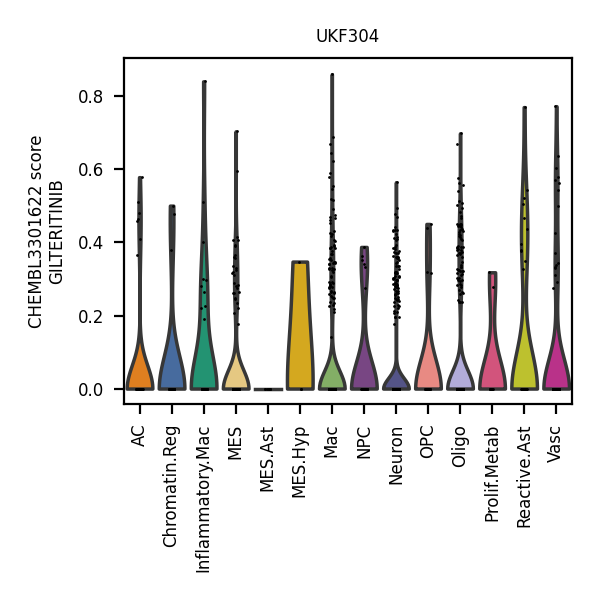 UKF304
CHEMBL3301622 score
GILTERITINIB
0.8
0.6
0.4
0.2
0.0
AC
Chromatin.Reg
Inflammatory.Mac
MES
MES.Ast
MES.Hyp
Mac
NPC
Neuron
OPC
Oligo
Prolif.Metab
Reactive.Ast
Vasc